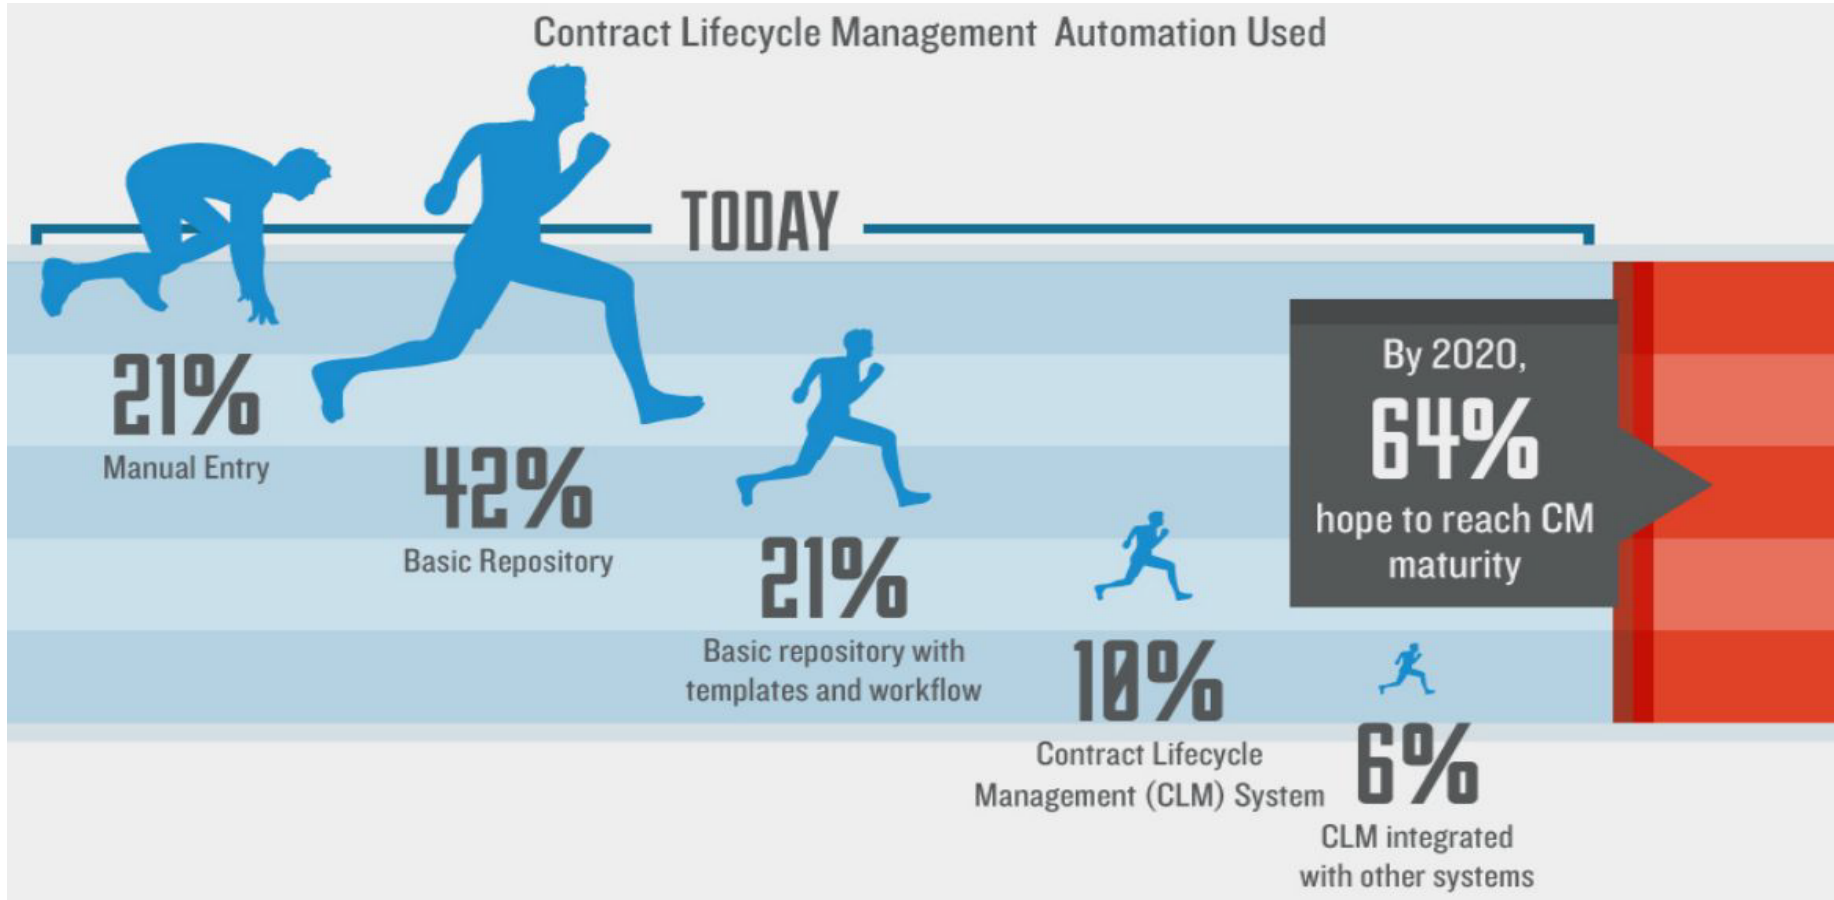 Contract Lifecycle Management Automation Used
TODAY
21%
Manual Entry
42%
Basic Repository
21%
Basic repository with
templates and workflow
10%
Contract Lifecycle
Management (CLM) System
6%
CLM integrated
with other systems
By 2020,
64%
hope to reach CM
maturity